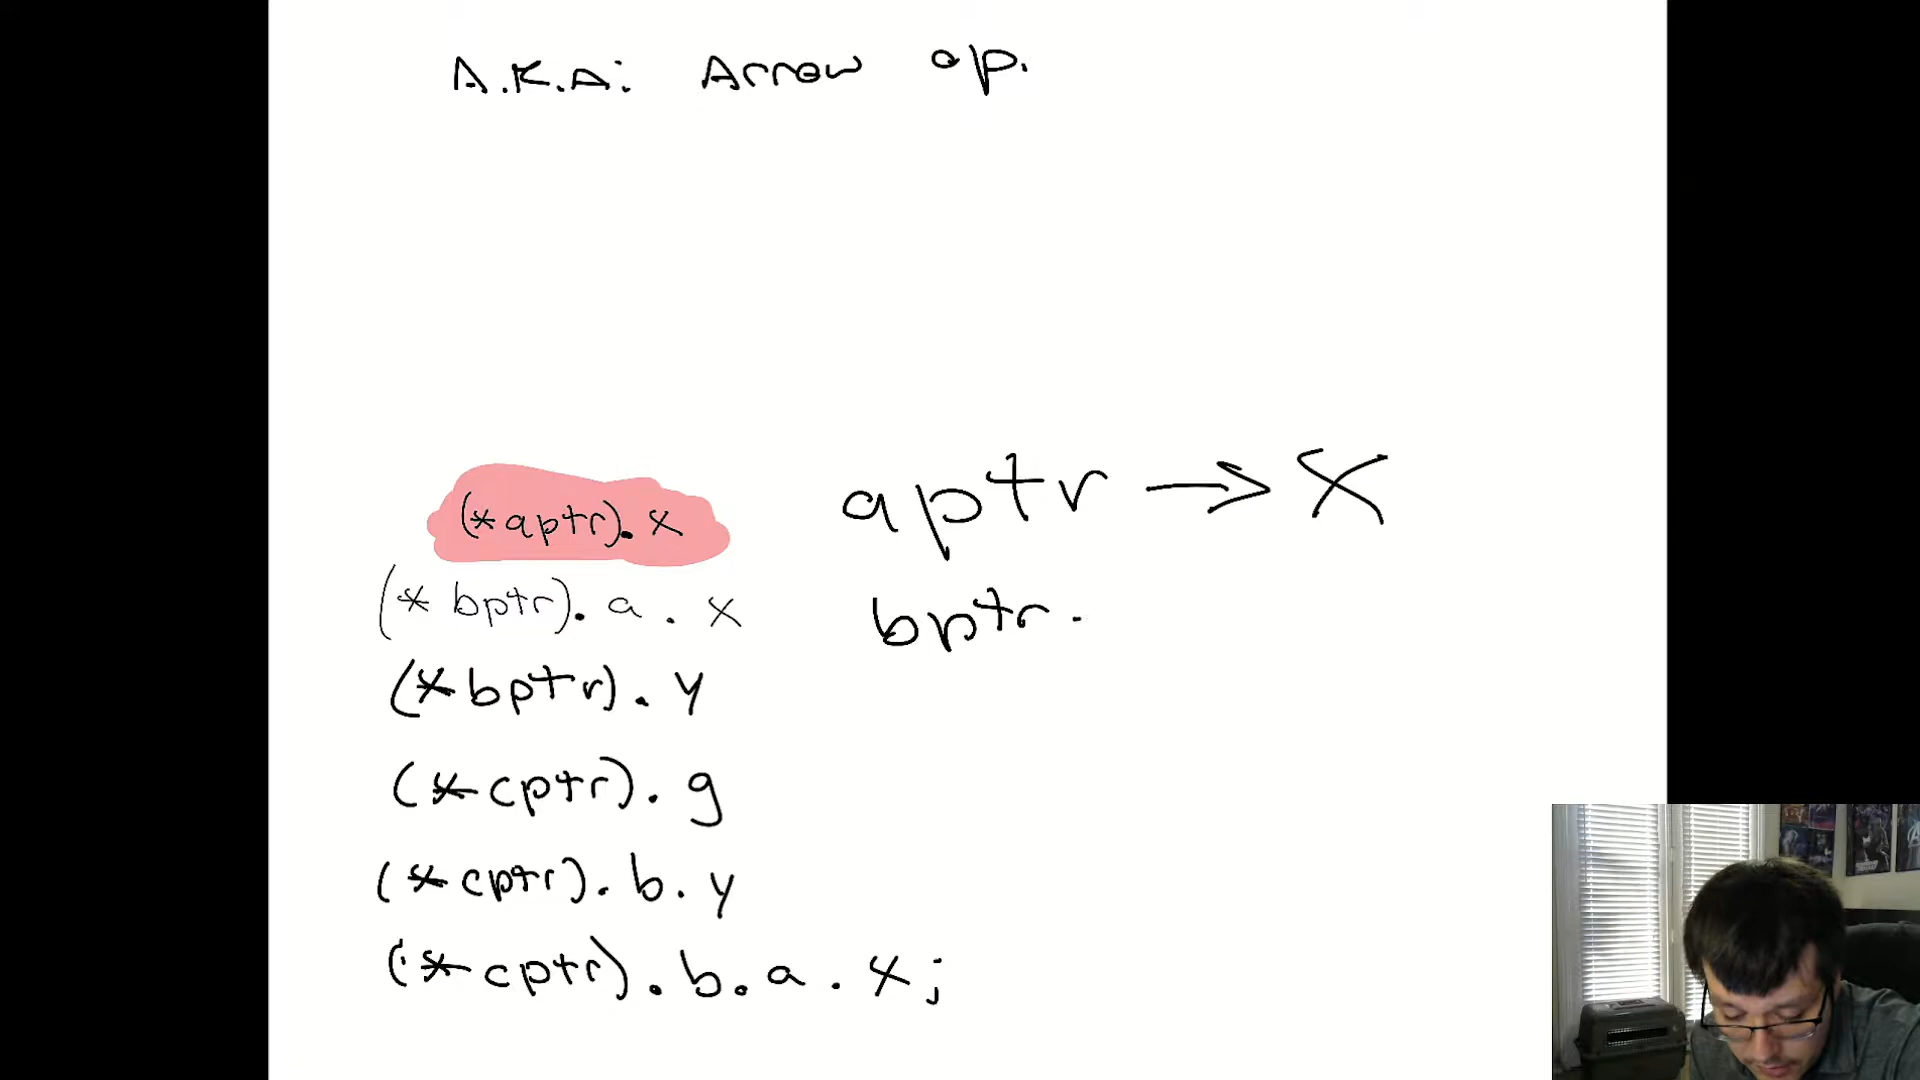 A.K.A: Arrow op.
(*aptr).x aptr → x
(* bptr). a . x bptr .
(*bptr). y
(*cptr). g
(*cptr). b. y
(*cptr). b. a . x;